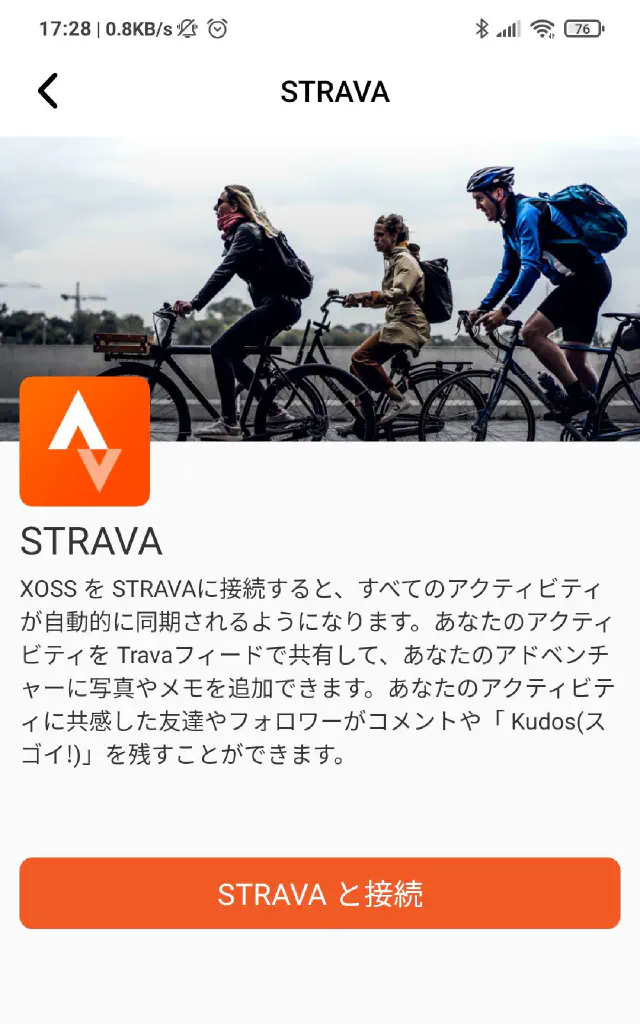 17:28 | 0.8KB/s 76
STRAVA
STRAVA
XOSS を STRAVAに接続すると、すべてのアクティビティ
が自動的に同期されるようになります。あなたのアクティ
ビティを Travaフィードで共有して、あなたのアドベンチ
ャーに写真やメモを追加できます。あなたのアクティビテ
ィに共感した友達やフォロワーがコメントや「 Kudos(ス
ゴイ!)」を残すことができます。
STRAVA と接続